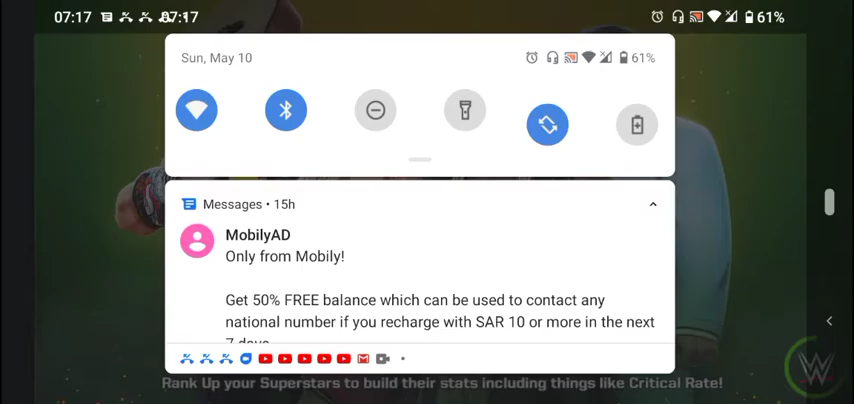 07:17
07:17
61%
Sun, May 10
61%
Messages • 15h
MobilyAD
Only from Mobily!
Get 50% FREE balance which can be used to contact any
national number if you recharge with SAR 10 or more in the next
7 days
Rank Up your Superstars to build their stats including things like Critical Rate!